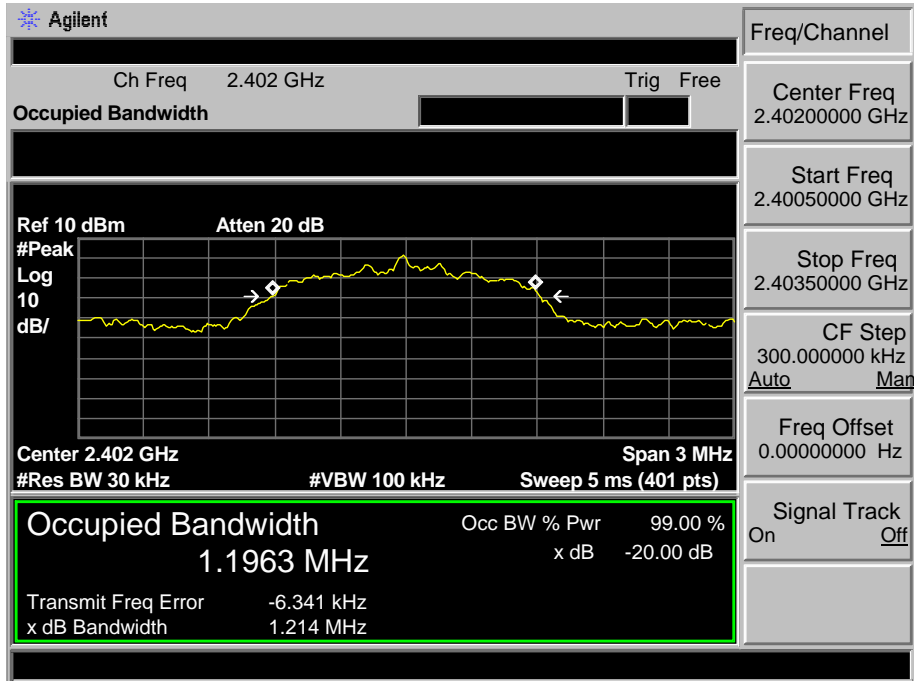 Agilent
Ch Freq 2.402 GHz Trig Free
Occupied Bandwidth
Ref 10 dBm Atten 20 dB
#Peak
Log
10
dB/
Center 2.402 GHz Span 3 MHz
#Res BW 30 kHz #VBW 100 kHz Sweep 5 ms (401 pts)
Occupied Bandwidth Occ BW % Pwr 99.00 %
1.1963 MHz x dB -20.00 dB
Transmit Freq Error -6.341 kHz
x dB Bandwidth 1.214 MHz
Freq/Channel
Center Freq
2.40200000 GHz
Start Freq
2.40050000 GHz
Stop Freq
2.40350000 GHz
CF Step
300.000000 kHz
Auto Man
Freq Offset
0.00000000 Hz
Signal Track
On Off